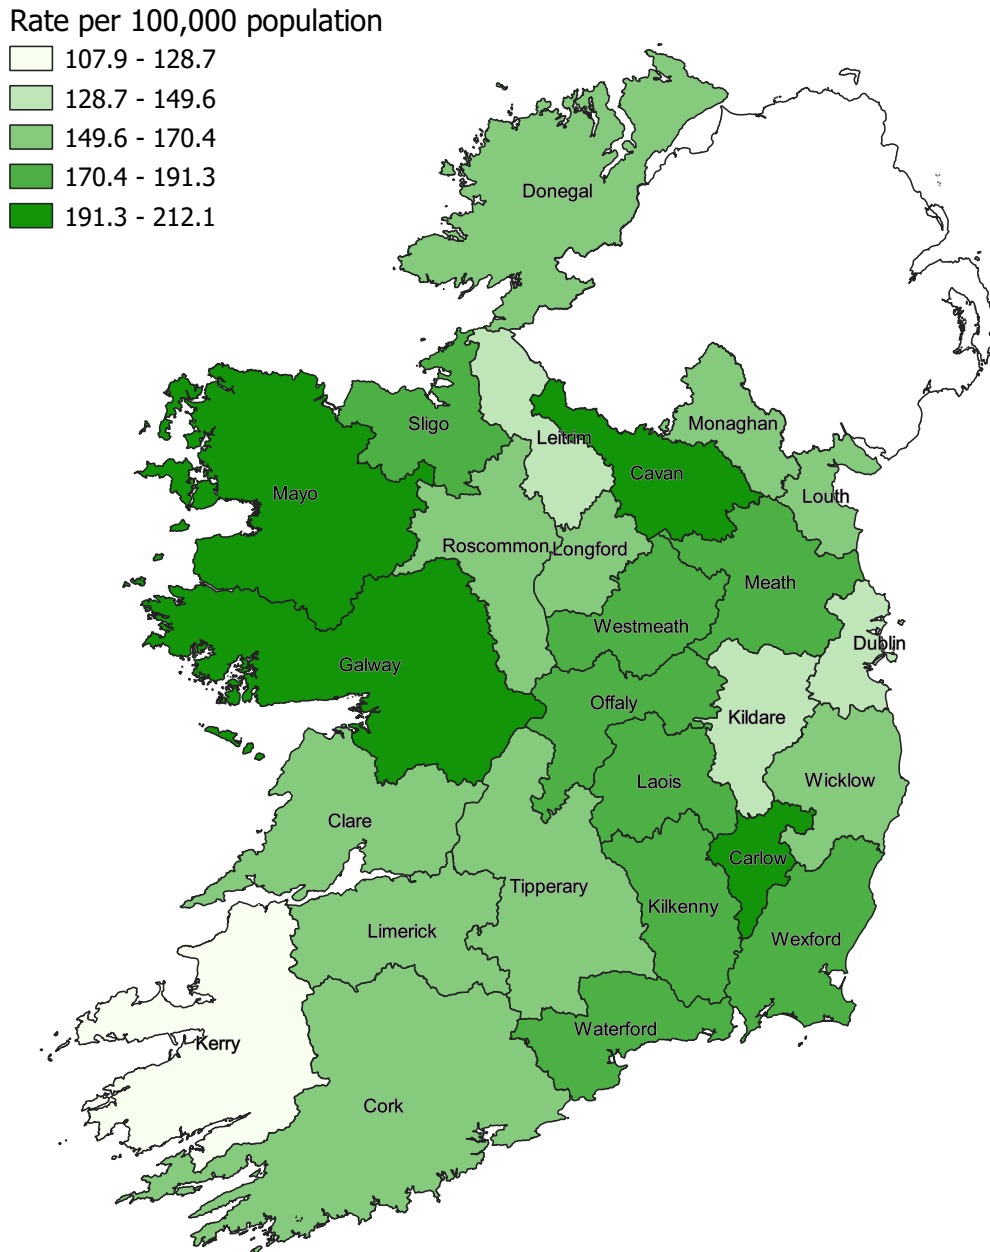 Rate per 100,000 population
107.9 - 128.7
128.7 - 149.6
149.6 - 170.4
170.4 - 191.3
191.3 - 212.1
Donegal
Sligo
Leitrim
Monaghan
Cavan
Mayo
Louth
Roscommon
Longford
Meath
Westmeath
Dublin
Galway
Offaly
Kildare
Laois
Wicklow
Clare
Carlow
Tipperary
Kilkenny
Limerick
Wexford
Waterford
Kerry
Cork